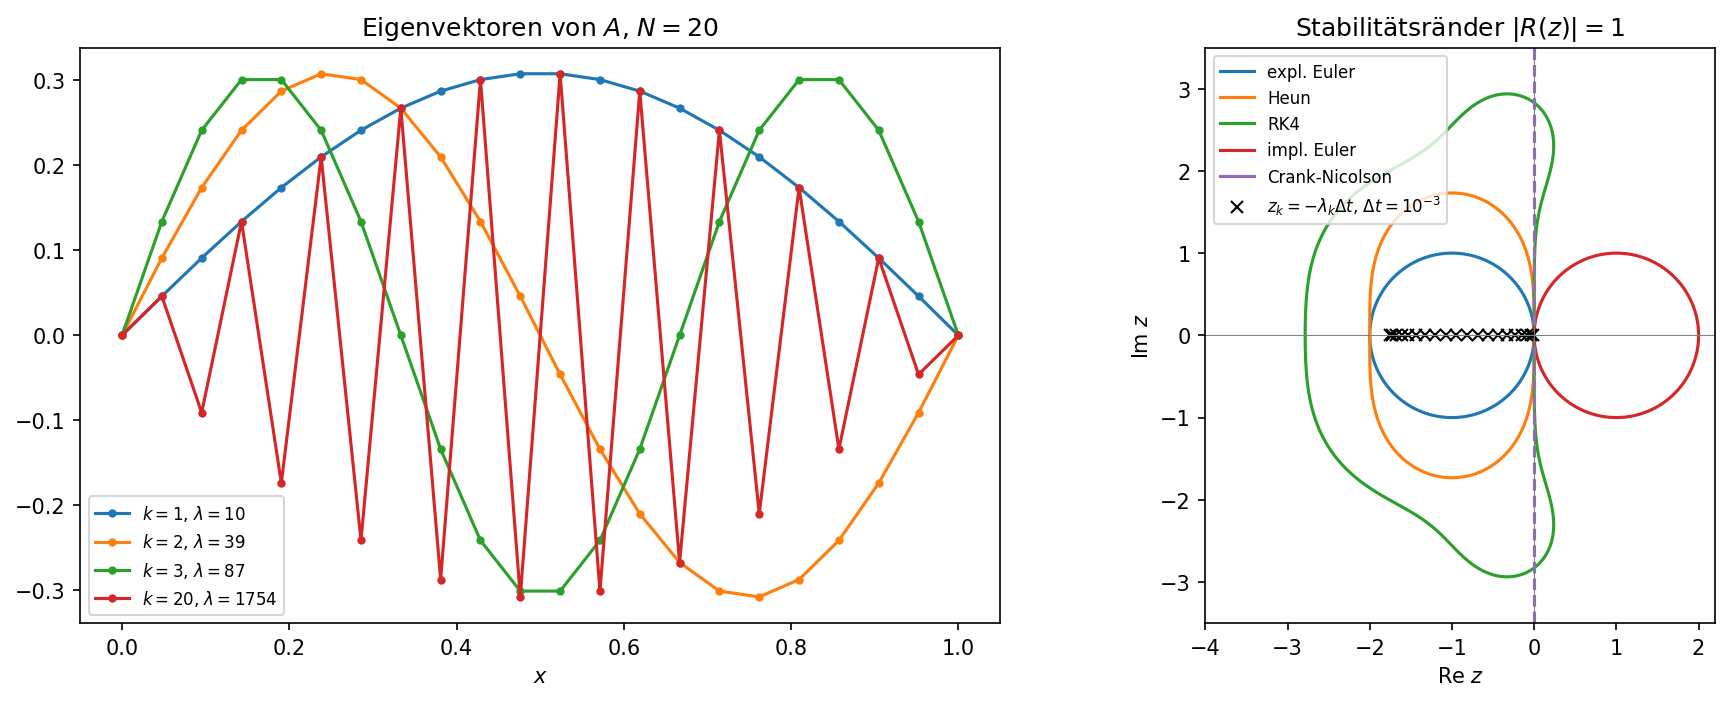 Eigenvektoren von A, N = 20
0.3
0.2
0.1
0.0
−0.1
−0.2
−0.3
k = 1, λ = 10
k = 2, λ = 39
k = 3, λ = 87
k = 20, λ = 1754
0.0 0.2 0.4 0.6 0.8 1.0
x
Stabilitätsränder |R(z)| = 1
3
2
1
0
−1
−2
−3
Im z
expl. Euler
Heun
RK4
impl. Euler
Crank-Nicolson
z_k = −λ_kΔt, Δt = 10⁻³
−4 −3 −2 −1 0 1 2
Re z